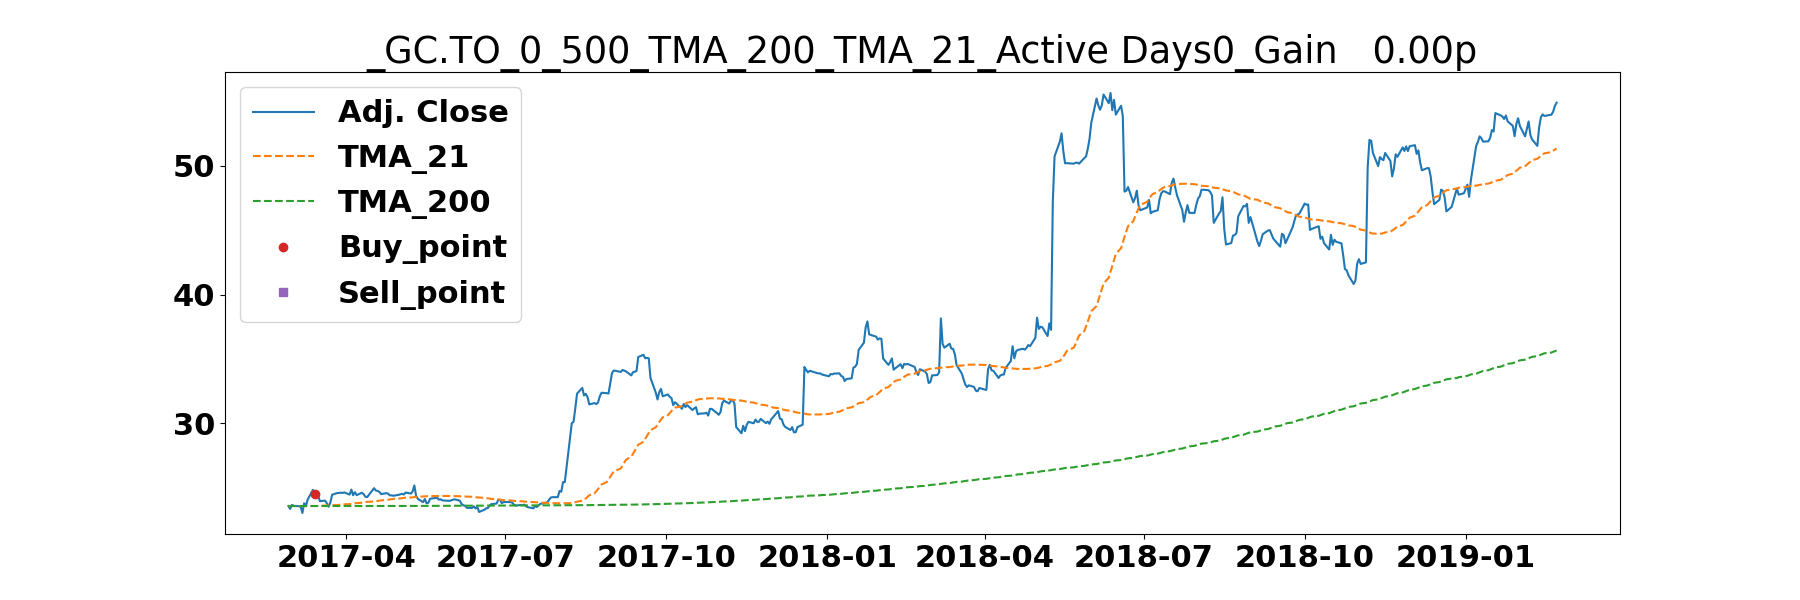 _GC.TO_0_500_TMA_200_TMA_21_Active Days0_Gain   0.00p
Adj. Close
TMA_21
TMA_200
Buy_point
Sell_point
50
40
30
2017-04 2017-07 2017-10 2018-01 2018-04 2018-07 2018-10 2019-01